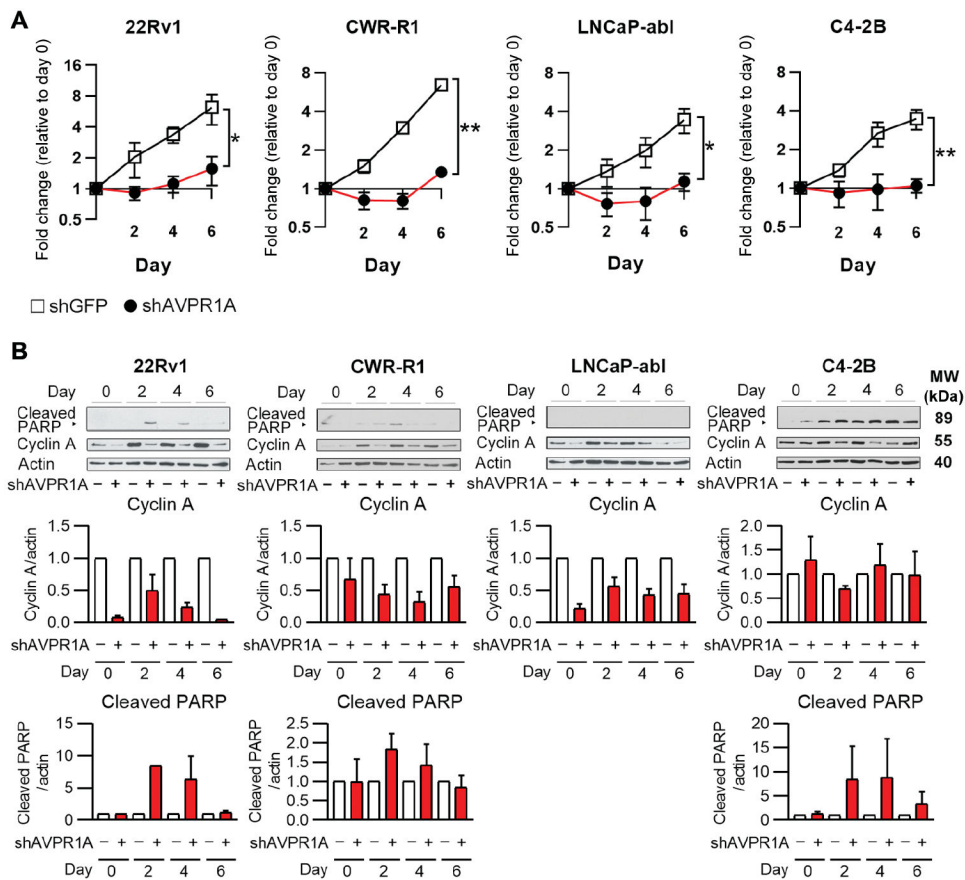 A
22Rv1 CWR-R1 LNCaP-abl C4-2B
Fold change (relative to day 0) Fold change (relative to day 0) Fold change (relative to day 0) Fold change (relative to day 0)
16 8 4 2 1 0.5
8 4 2 1 0.5
8 4 2 1 0.5
8 4 2 1 0.5
* ** * **
2 4 6 2 4 6 2 4 6 2 4 6
Day Day Day Day
shGFP shAVPR1A
B
22Rv1 CWR-R1 LNCaP-abl C4-2B
Day 0 2 4 6 Day 0 2 4 6 Day 0 2 4 6 Day 0 2 4 6 MW
(kDa)
Cleaved Cleaved Cleaved Cleaved
PARP PARP PARP PARP 89
Cyclin A Cyclin A Cyclin A Cyclin A 55
Actin Actin Actin Actin 40
shAVPR1A – + – + – + – + shAVPR1A – + – + – + – + shAVPR1A – + – + – + – + shAVPR1A – + – + – + – +
Cyclin A Cyclin A Cyclin A Cyclin A
Cyclin A/actin Cyclin A/actin Cyclin A/actin Cyclin A/actin
1.5 1.0 0.5 0
1.5 1.0 0.5 0
1.5 1.0 0.5 0
2.0 1.5 1.0 0.5 0
shAVPR1A – + – + – + – + shAVPR1A – + – + – + – + shAVPR1A – + – + – + – + shAVPR1A – + – + – + – +
Day 0 2 4 6 Day 0 2 4 6 Day 0 2 4 6 Day 0 2 4 6
Cleaved PARP Cleaved PARP Cleaved PARP
Cleaved PARP Cleaved PARP Cleaved PARP
/actin /actin /actin
15 10 5 0
2.5 2.0 1.5 1.0 0.5 0
20 15 10 5 0
shAVPR1A – + – + – + – + shAVPR1A – + – + – + – + shAVPR1A – + – + – + – +
Day 0 2 4 6 Day 0 2 4 6 Day 0 2 4 6